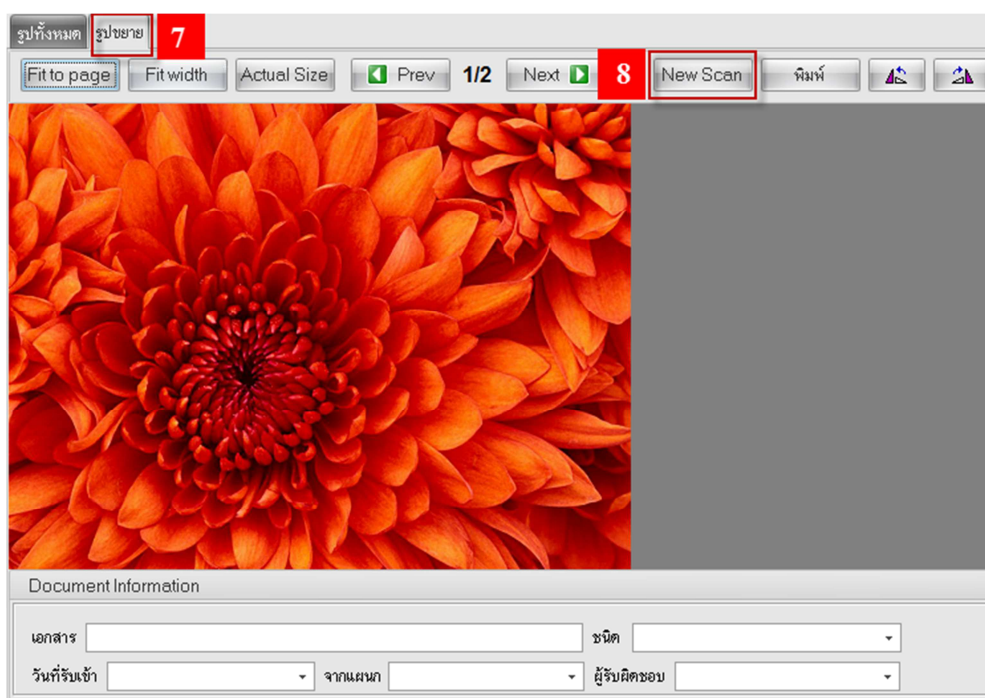 รูปทั้งหมด รูปขยาย 7
Fit to page Fit width Actual Size Prev 1/2 Next 8 New Scan พิมพ์
Document Information
เอกสาร ชนิด
วันที่รับเข้า จากแผนก ผู้รับผิดชอบ